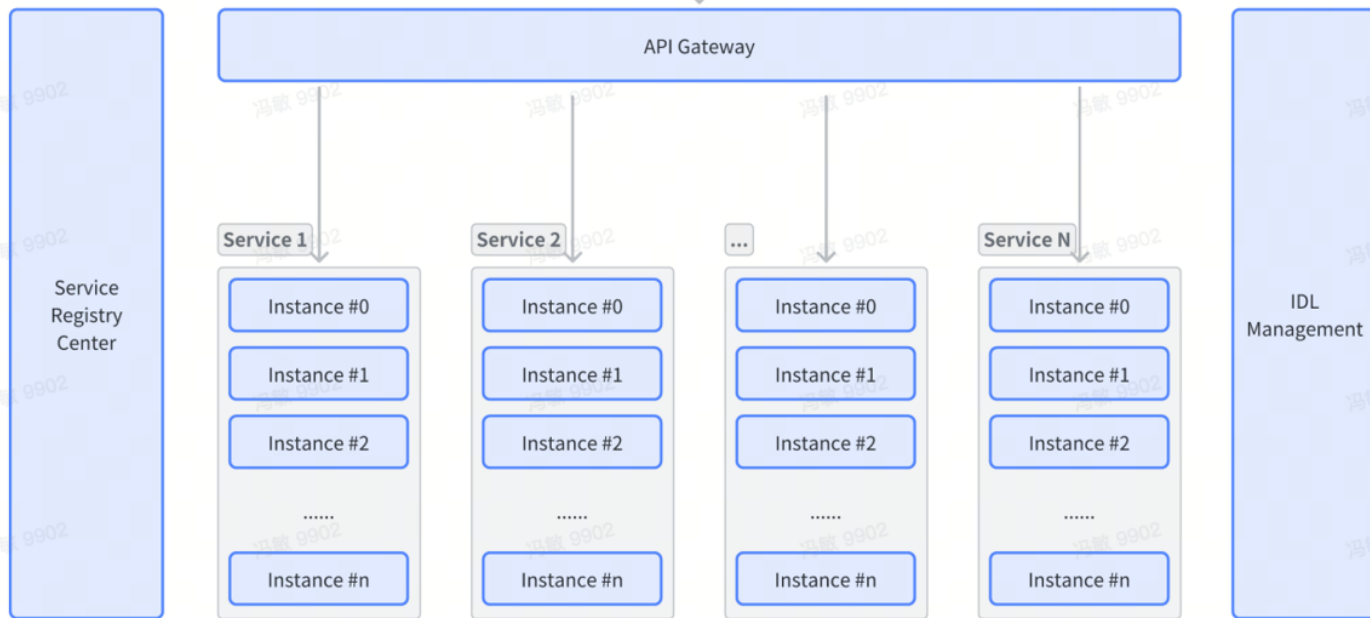 API Gateway
Service 1
Service 2
...
Service N
Service
Registry
Center
Instance #0
Instance #1
Instance #2
......
Instance #n
Instance #0
Instance #1
Instance #2
......
Instance #n
Instance #0
Instance #1
Instance #2
......
Instance #n
Instance #0
Instance #1
Instance #2
......
Instance #n
IDL
Management
冯敏 9902